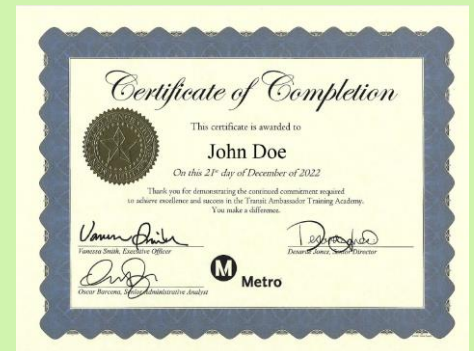 Certificate of Completion
This certificate is awarded to
John Doe
On this 21st day of December of 2022
Thank you for demonstrating the continued commitment required
to achieve excellence and success in the Transit Ambassador Training Academy.
You make a difference.
Vanessa Smith, Executive Officer
Desarae Jones, Senior Director
Oscar Barcena, Senior Administrative Analyst
M Metro